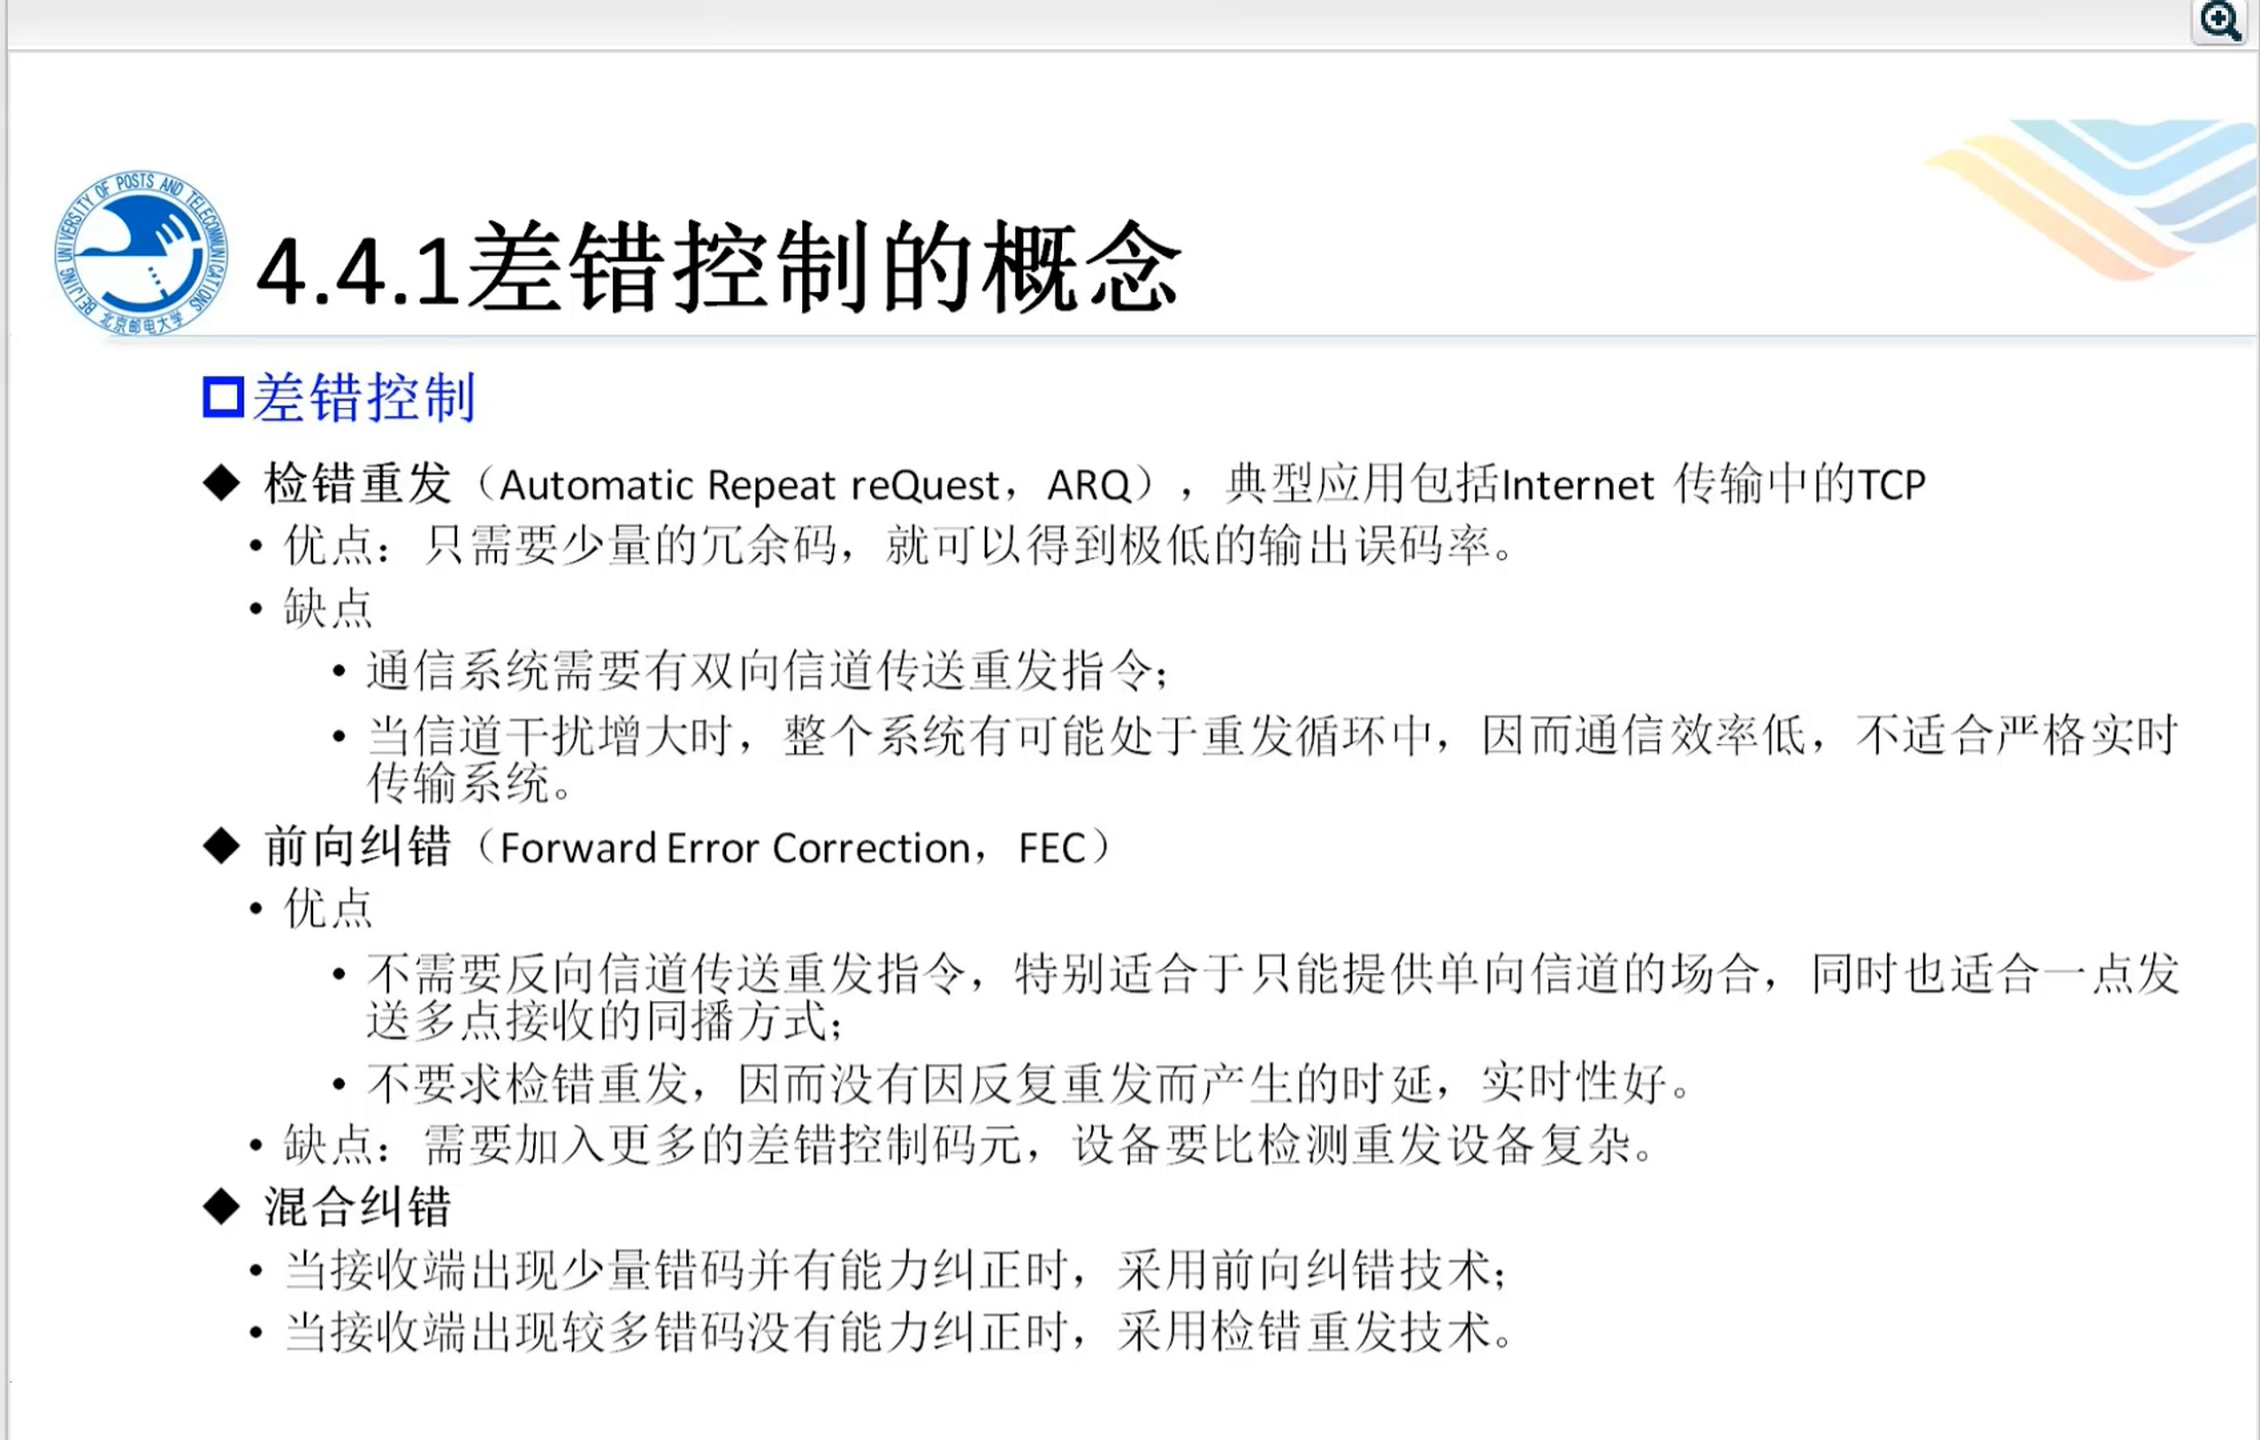 BEIJING UNIVERSITY OF POSTS AND TELECOMMUNICATIONS
北京邮电大学
4.4.1差错控制的概念
差错控制
◆ 检错重发（Automatic Repeat reQuest，ARQ），典型应用包括Internet 传输中的TCP
• 优点：只需要少量的冗余码，就可以得到极低的输出误码率。
• 缺点
• 通信系统需要有双向信道传送重发指令；
• 当信道干扰增大时，整个系统有可能处于重发循环中，因而通信效率低，不适合严格实时
传输系统。
◆ 前向纠错（Forward Error Correction，FEC）
• 优点
• 不需要反向信道传送重发指令，特别适合于只能提供单向信道的场合，同时也适合一点发
送多点接收的同播方式；
• 不要求检错重发，因而没有因反复重发而产生的时延，实时性好。
• 缺点：需要加入更多的差错控制码元，设备要比检测重发设备复杂。
◆ 混合纠错
• 当接收端出现少量错码并有能力纠正时，采用前向纠错技术；
• 当接收端出现较多错码没有能力纠正时，采用检错重发技术。